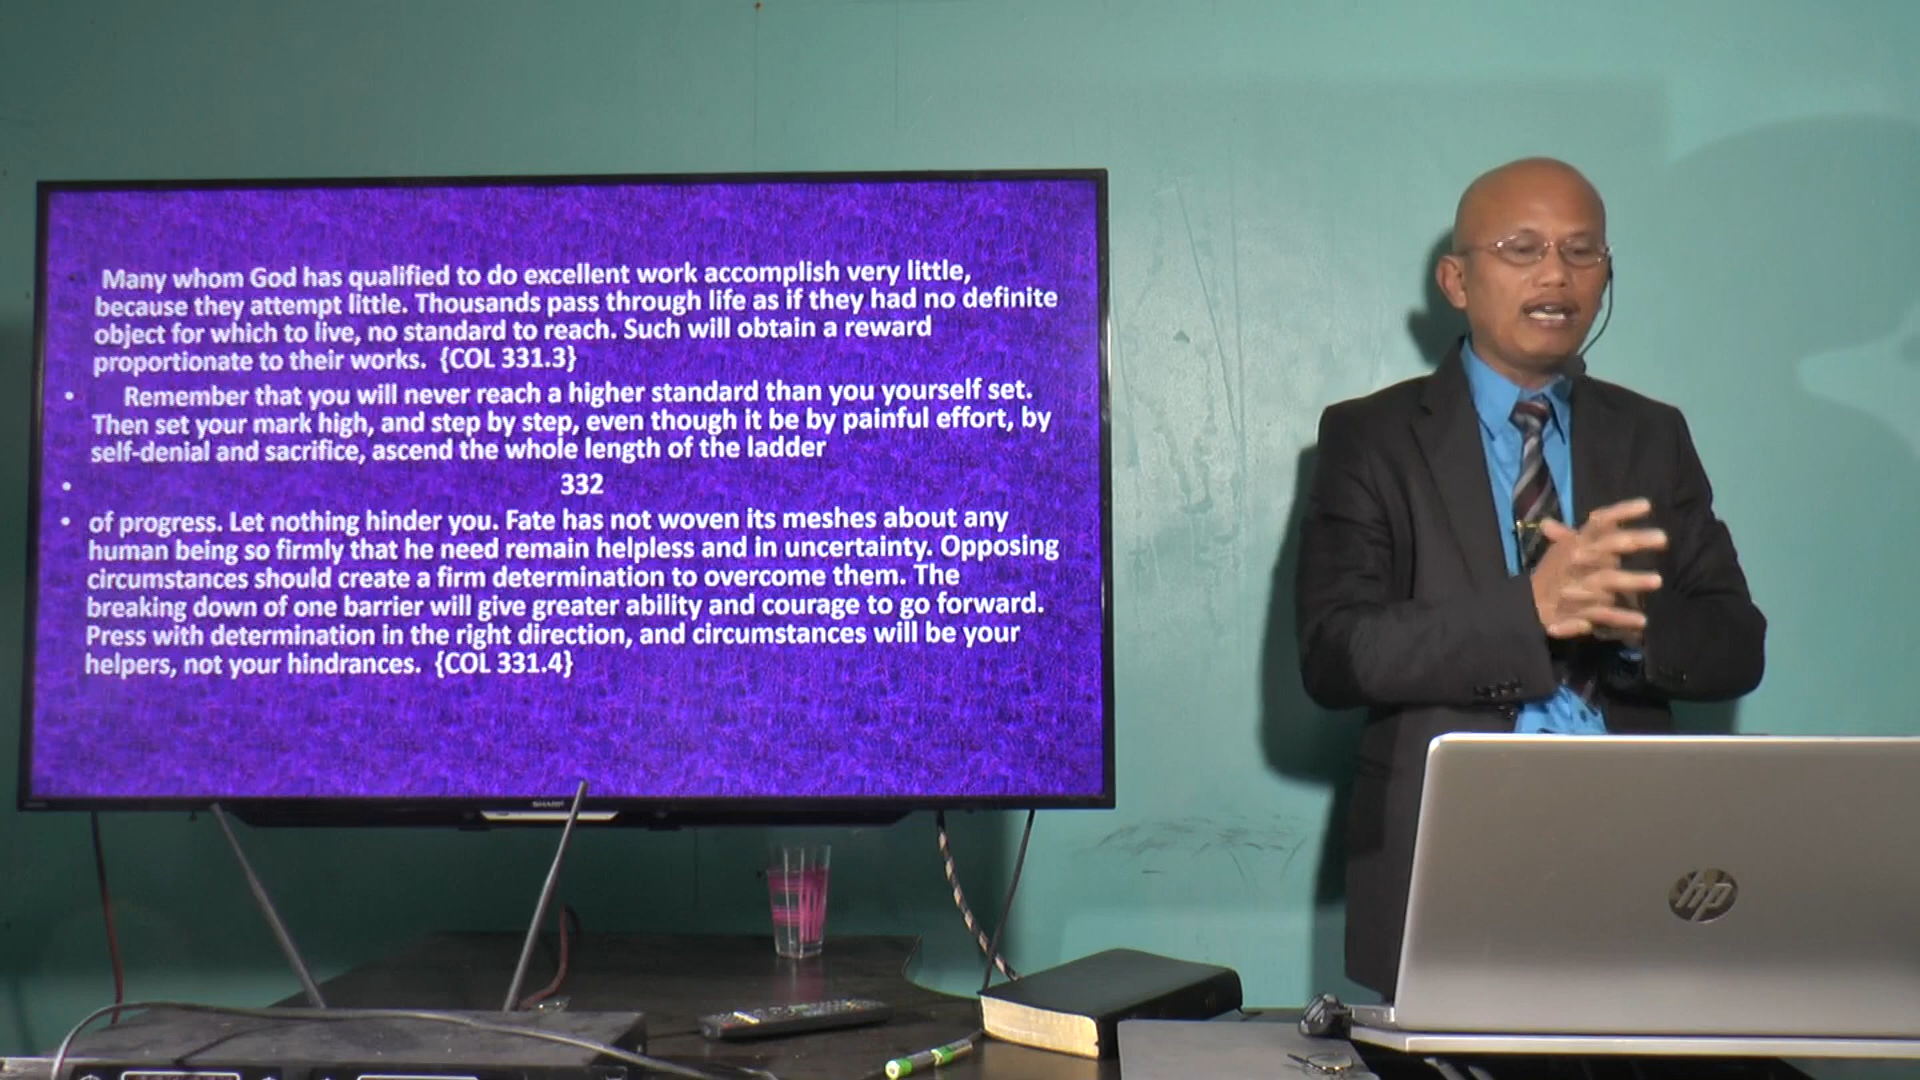 Many whom God has qualified to do excellent work accomplish very little,
because they attempt little. Thousands pass through life as if they had no definite
object for which to live, no standard to reach. Such will obtain a reward
proportionate to their works. {COL 331.3}
• Remember that you will never reach a higher standard than you yourself set.
Then set your mark high, and step by step, even though it be by painful effort, by
self-denial and sacrifice, ascend the whole length of the ladder
• 332
• of progress. Let nothing hinder you. Fate has not woven its meshes about any
human being so firmly that he need remain helpless and in uncertainty. Opposing
circumstances should create a firm determination to overcome them. The
breaking down of one barrier will give greater ability and courage to go forward.
Press with determination in the right direction, and circumstances will be your
helpers, not your hindrances. {COL 331.4}
SHARP
hp